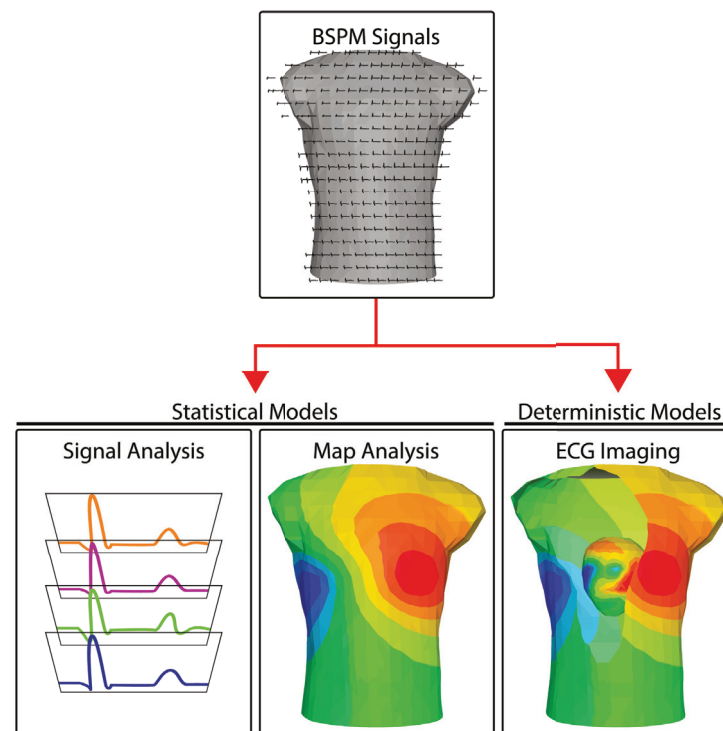 BSPM Signals
Statistical Models
Deterministic Models
Signal Analysis
Map Analysis
ECG Imaging